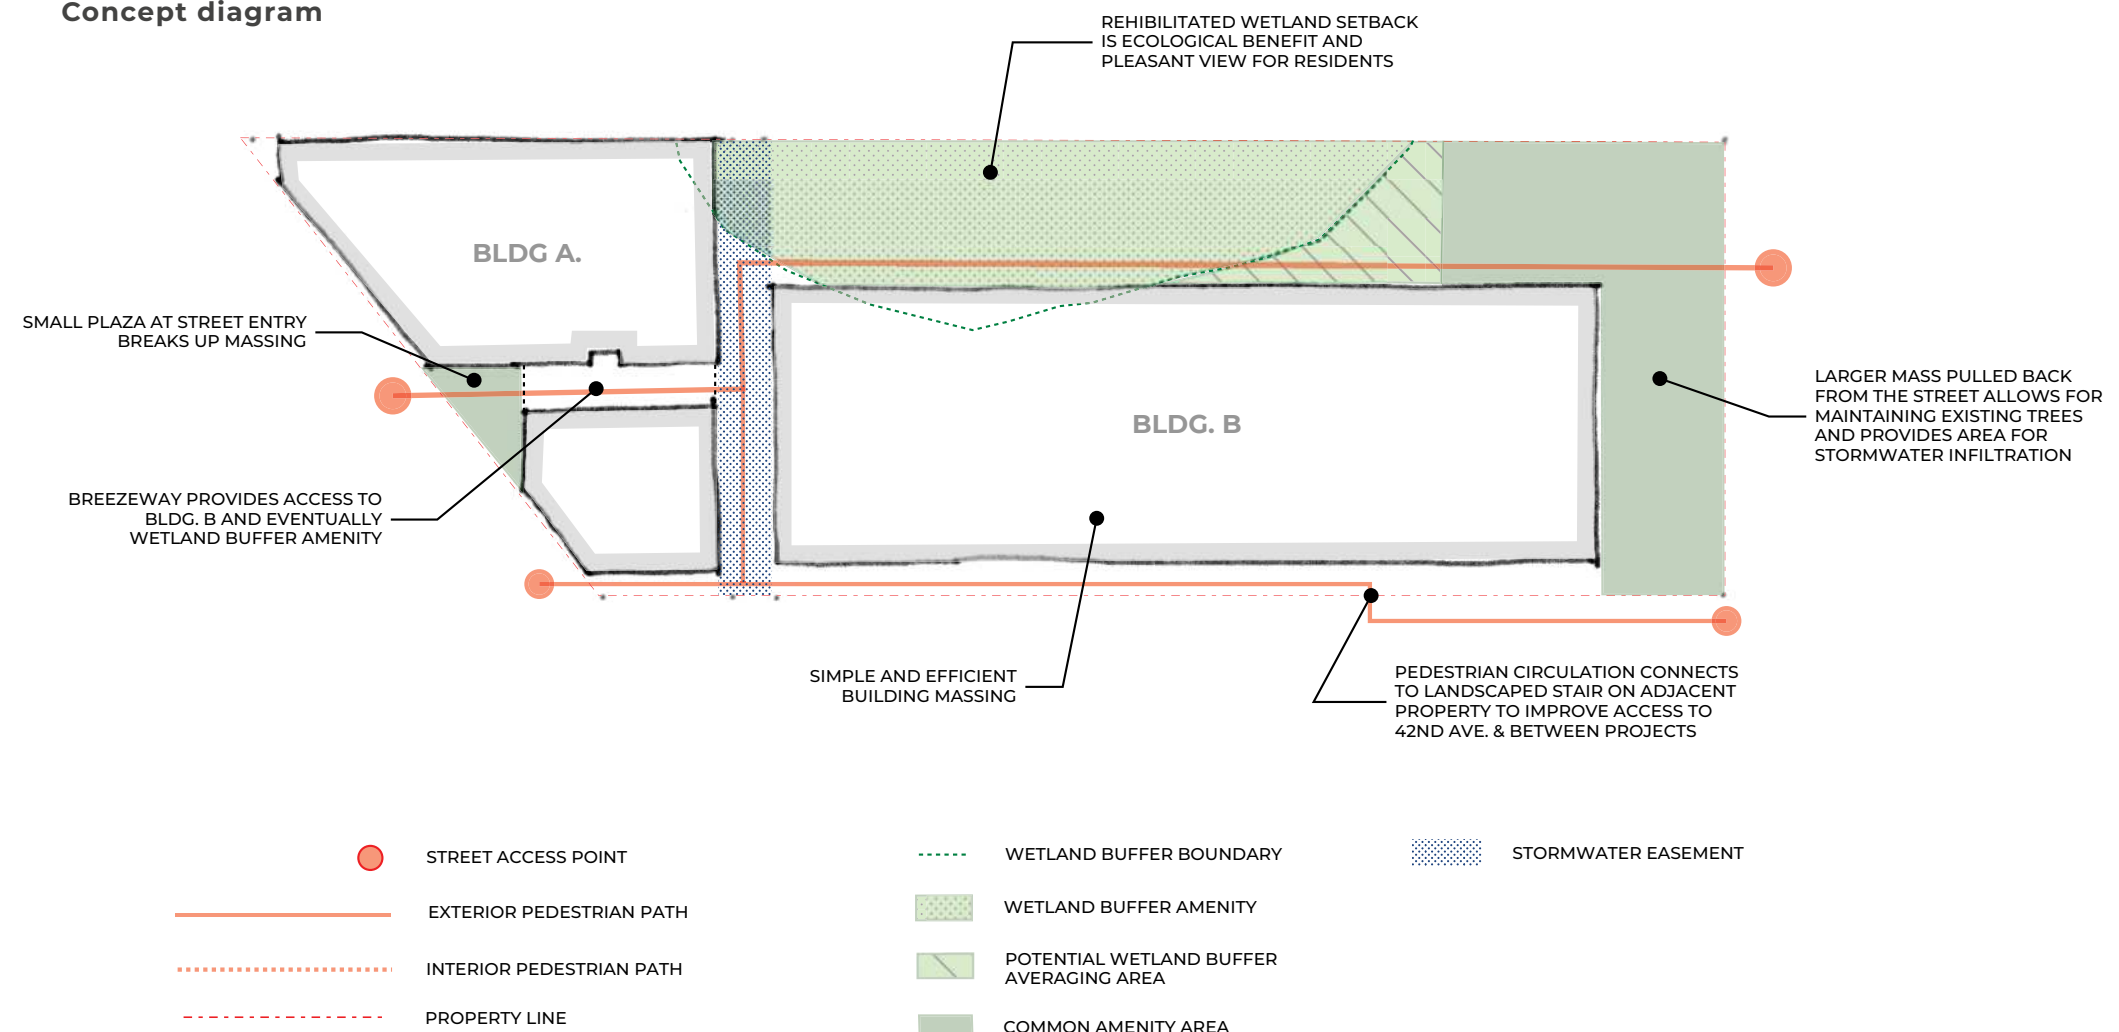 Concept diagram
REHIBILITATED WETLAND SETBACK
IS ECOLOGICAL BENEFIT AND
PLEASANT VIEW FOR RESIDENTS
BLDG A.
SMALL PLAZA AT STREET ENTRY
BREAKS UP MASSING
BLDG. B
LARGER MASS PULLED BACK
FROM THE STREET ALLOWS FOR
MAINTAINING EXISTING TREES
AND PROVIDES AREA FOR
STORMWATER INFILTRATION
BREEZEWAY PROVIDES ACCESS TO
BLDG. B AND EVENTUALLY
WETLAND BUFFER AMENITY
SIMPLE AND EFFICIENT
BUILDING MASSING
PEDESTRIAN CIRCULATION CONNECTS
TO LANDSCAPED STAIR ON ADJACENT
PROPERTY TO IMPROVE ACCESS TO
42ND AVE. & BETWEEN PROJECTS
STREET ACCESS POINT
EXTERIOR PEDESTRIAN PATH
INTERIOR PEDESTRIAN PATH
PROPERTY LINE
WETLAND BUFFER BOUNDARY
WETLAND BUFFER AMENITY
POTENTIAL WETLAND BUFFER
AVERAGING AREA
COMMON AMENITY AREA
STORMWATER EASEMENT